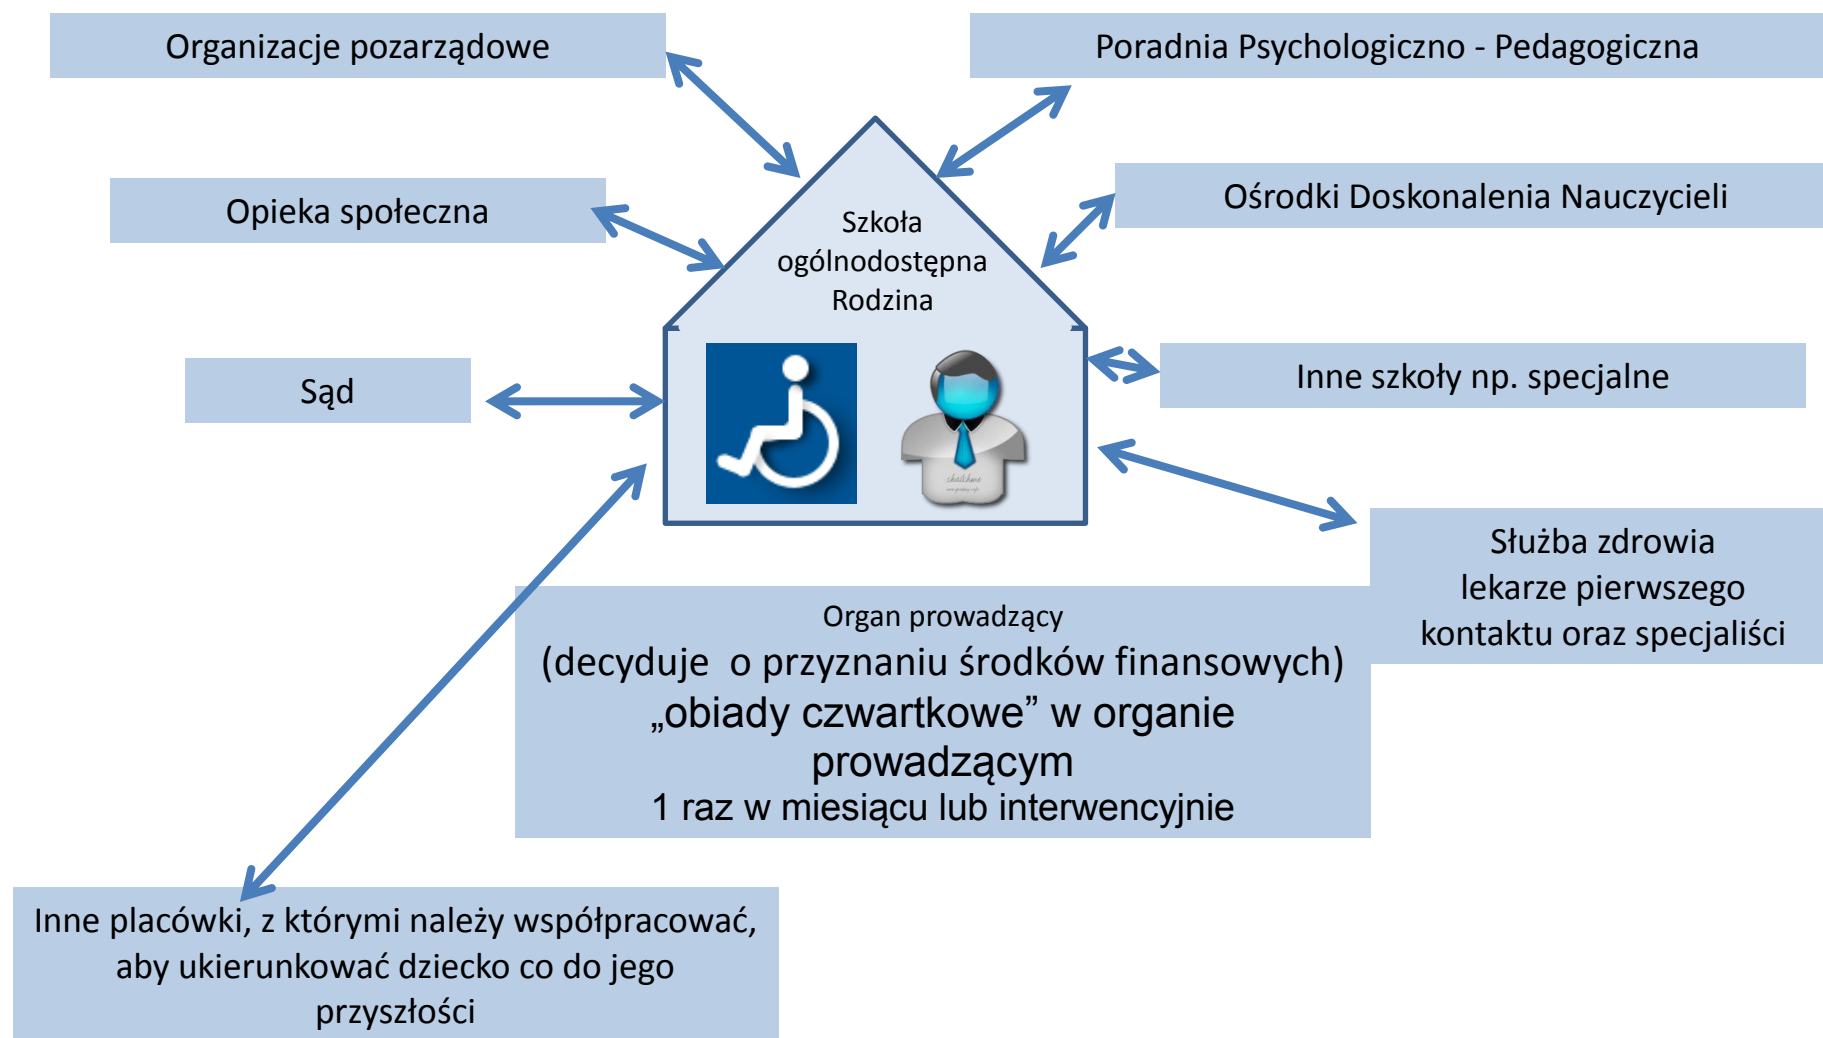 Organizacje pozarządowe
Poradnia Psychologiczno - Pedagogiczna
Opieka społeczna
Ośrodki Doskonalenia Nauczycieli
Szkoła
ogólnodostępna
Rodzina
Sąd
Inne szkoły np. specjalne
Służba zdrowia
lekarze pierwszego
kontaktu oraz specjaliści
Organ prowadzący
(decyduje o przyznaniu środków finansowych)
„obiady czwartkowe” w organie
prowadzącym
1 raz w miesiącu lub interwencyjnie
Inne placówki, z którymi należy współpracować,
aby ukierunkować dziecko co do jego
przyszłości